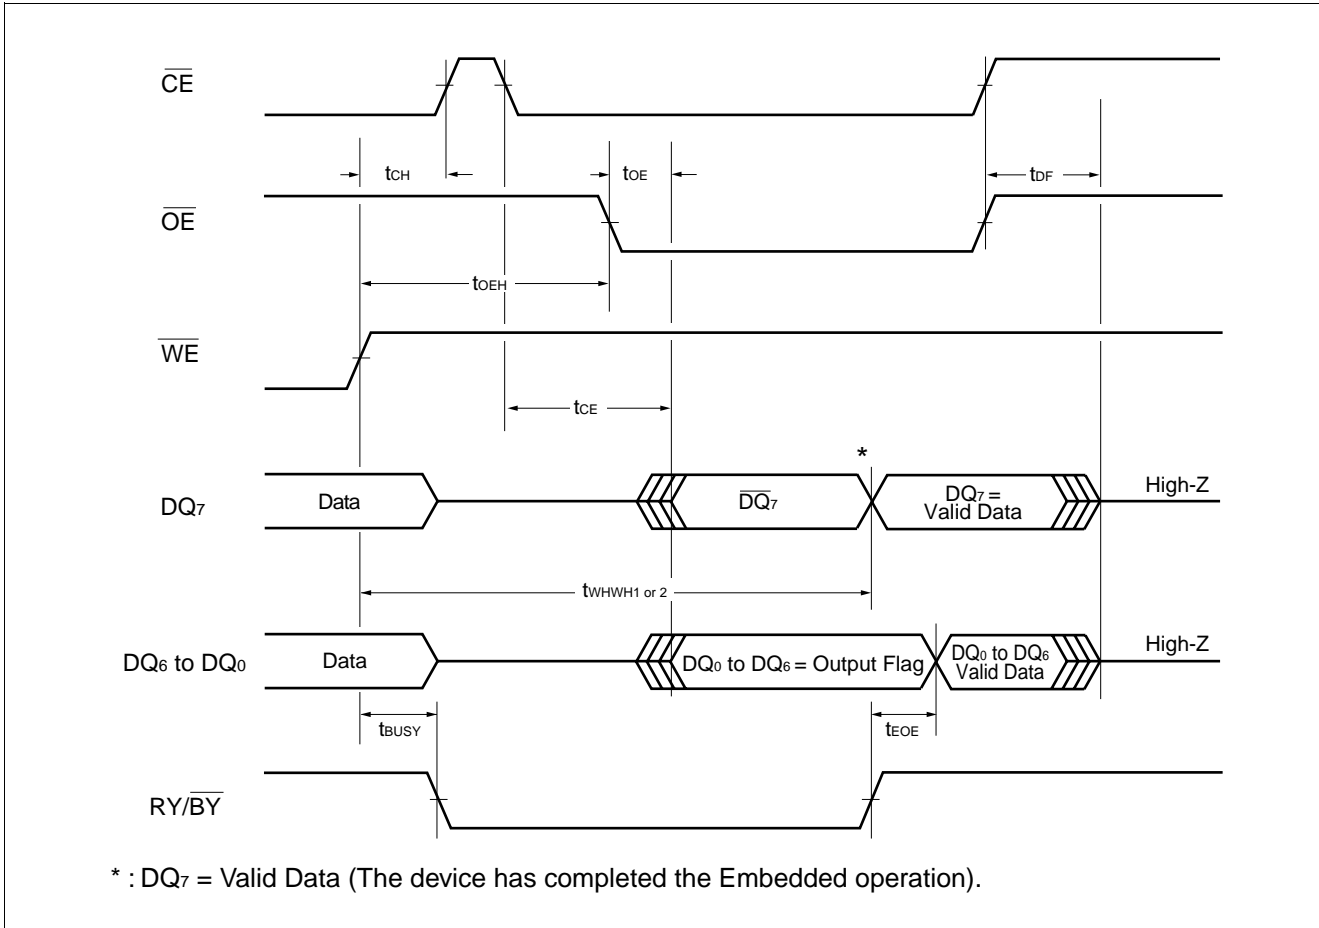 CE
tCH
tOE
tDF
OE
tOEH
WE
tCE
*
DQ7
Data
DQ7
DQ7 =
Valid Data
High-Z
tWHWH1 or 2
DQ6 to DQ0
Data
DQ0 to DQ6 = Output Flag
DQ0 to DQ6
Valid Data
High-Z
tBUSY
tEOE
RY/BY
* : DQ7 = Valid Data (The device has completed the Embedded operation).